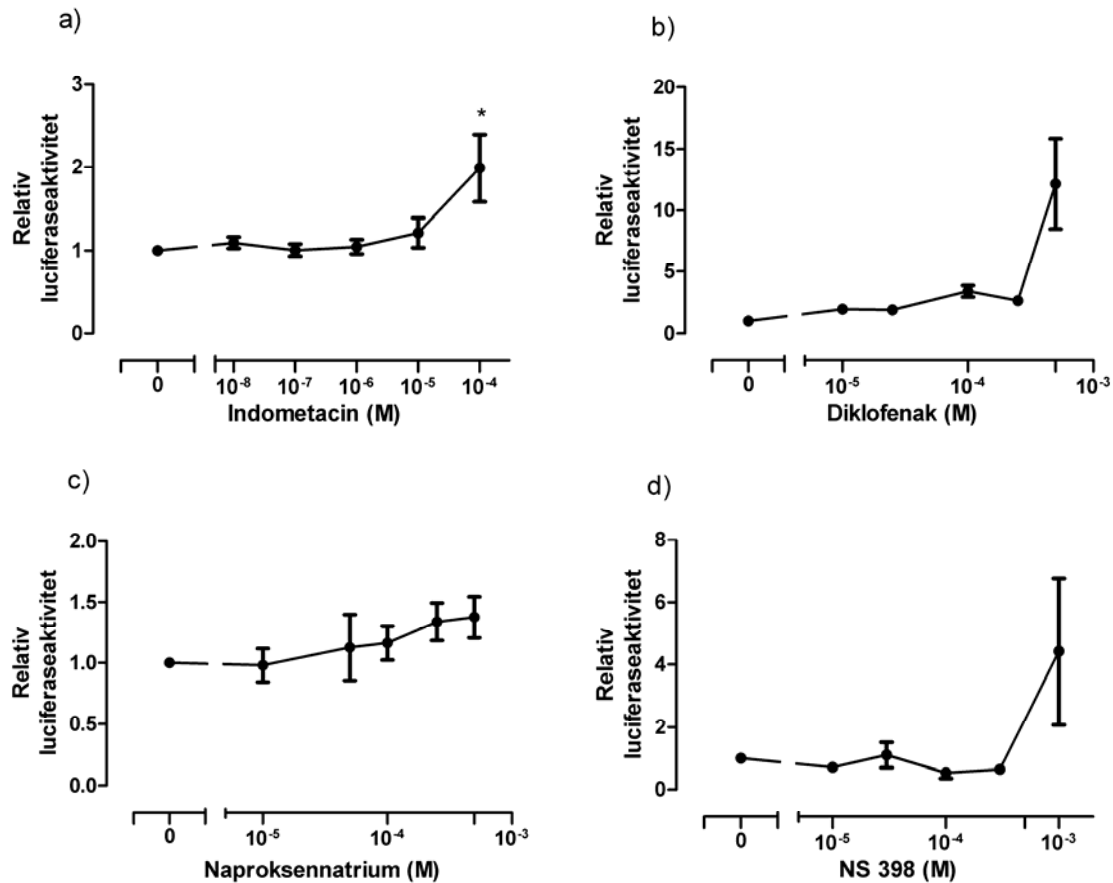 a)
Relativ
luciferaseaktivitet
3
2
1
0
*
0
10-8
10-7
10-6
10-5
10-4
Indometacin (M)
b)
Relativ
luciferaseaktivitet
20
15
10
5
0
0
10-5
10-4
10-3
Diklofenak (M)
c)
Relativ
luciferaseaktivitet
2.0
1.5
1.0
0.5
0.0
0
10-5
10-4
10-3
Naproksennatrium (M)
d)
Relativ
luciferaseaktivitet
8
6
4
2
0
0
10-5
10-4
10-3
NS 398 (M)